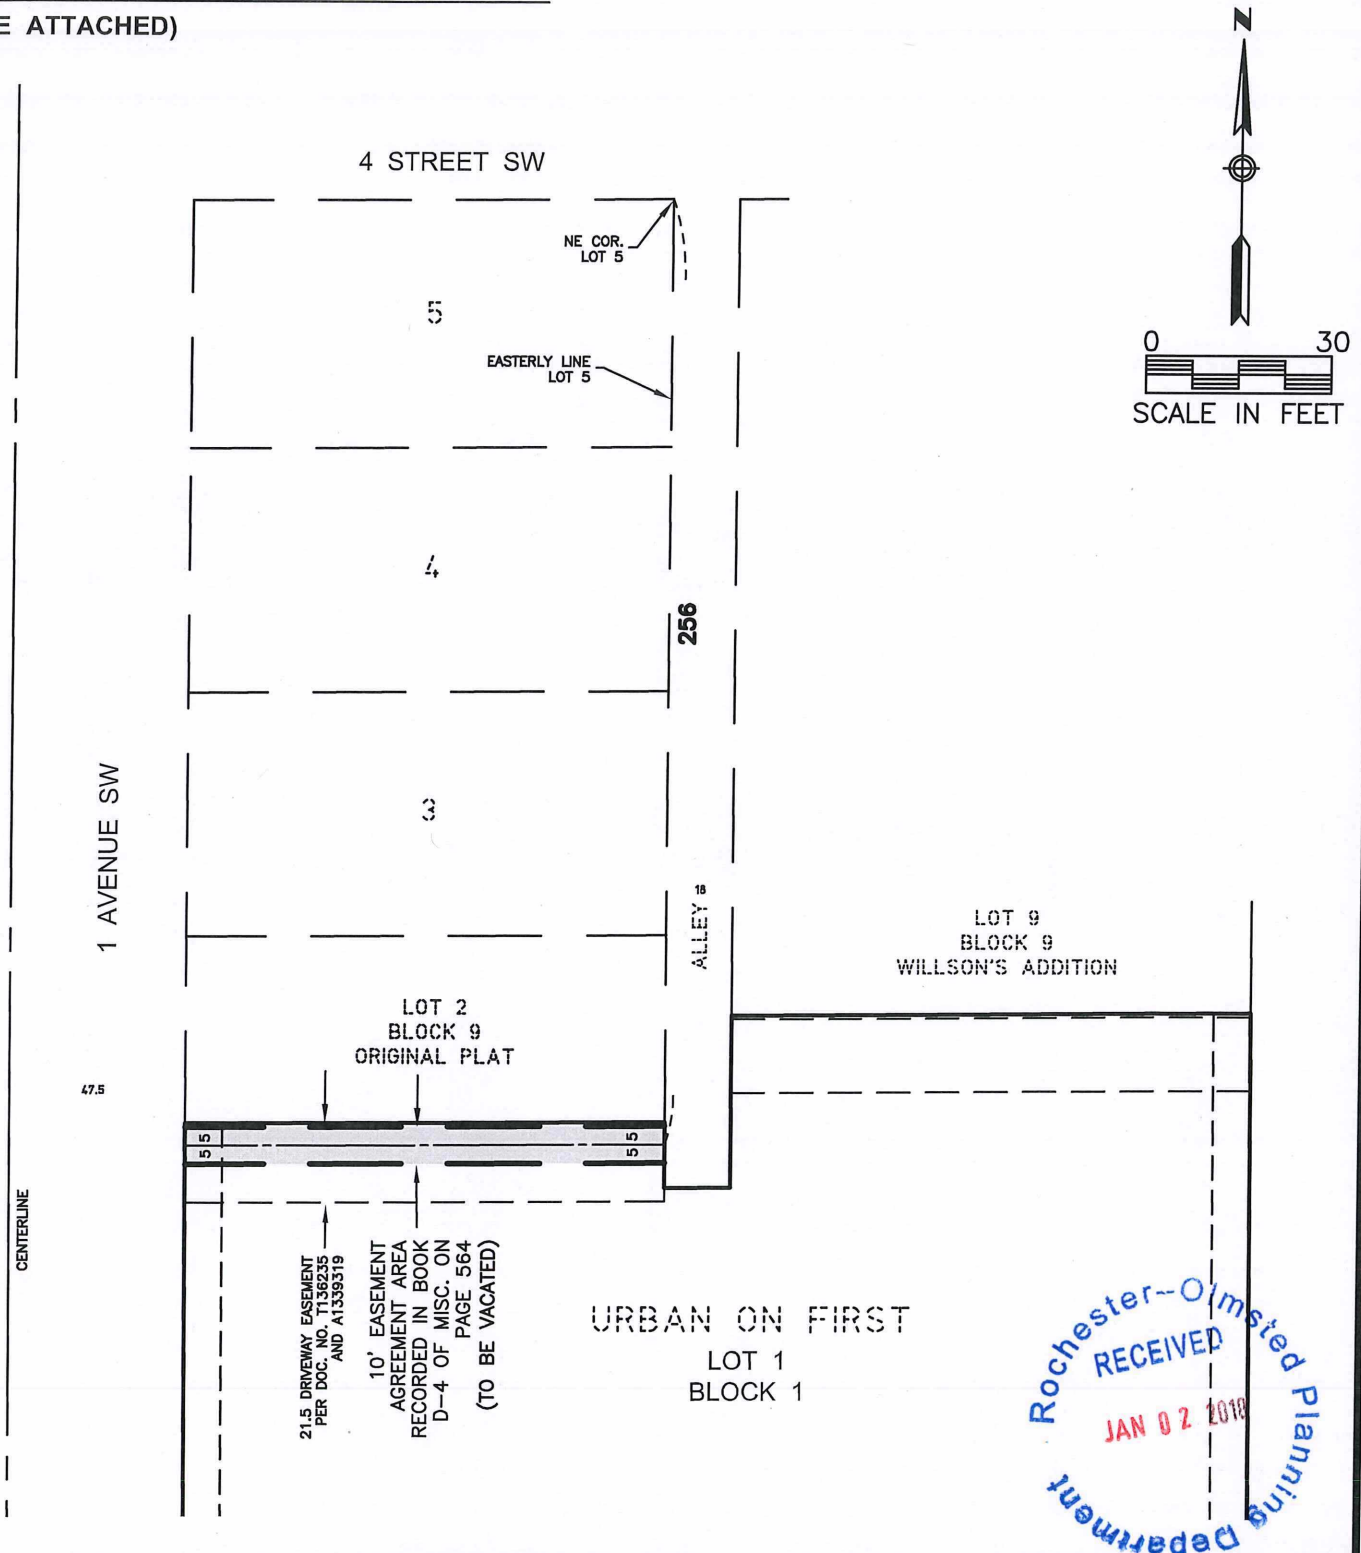 E ATTACHED)
N
4 STREET SW
NE COR.
LOT 5
5
EASTERLY LINE
LOT 5
0 30
SCALE IN FEET
4
256
1 AVENUE SW
3
ALLEY 18
LOT 9
BLOCK 9
WILLSON'S ADDITION
LOT 2
BLOCK 9
ORIGINAL PLAT
47.5
5 5
5 5
CENTERLINE
21.5 DRIVEWAY EASEMENT
PER DOC. NO. T136235
AND A1339319
10' EASEMENT
AGREEMENT AREA
RECORDED IN BOOK
D-4 OF MISC. ON
PAGE 564
(TO BE VACATED)
URBAN ON FIRST
LOT 1
BLOCK 1
Rochester-Olmsted Planning Department
RECEIVED
JAN 02 2018